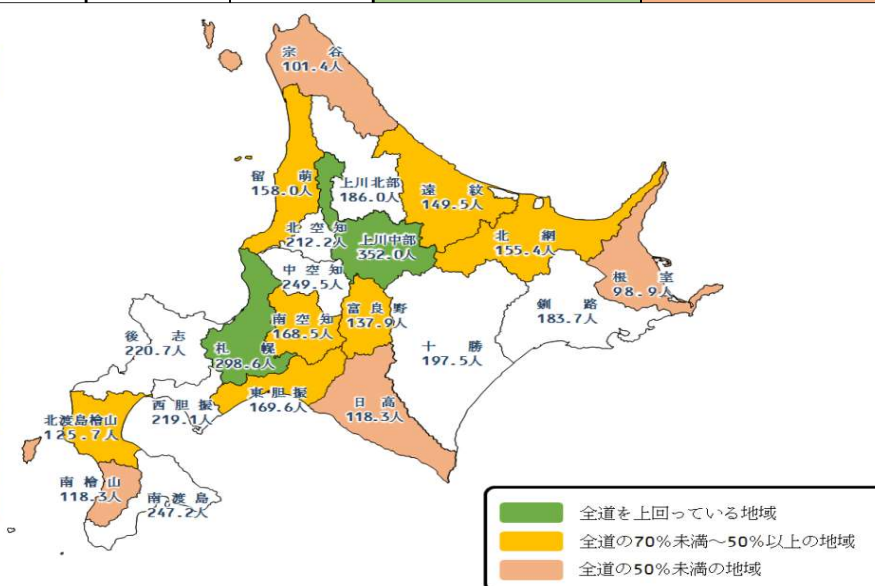 宗谷
101.4人
留萌
158.0人
上川北部
186.0人
遠紋
149.5人
北空知
212.2人
上川中部
352.0人
北網
155.4人
中空知
249.5人
根室
98.9人
富良野
137.9人
南空知
168.5人
釧路
183.7人
後志
220.7人
札幌
298.6人
十勝
197.5人
東胆振
169.6人
西胆振
219.1人
日高
118.3人
北渡島檜山
125.7人
南檜山
118.3人
南渡島
247.2人
全道を上回っている地域
全道の70%未満～50%以上の地域
全道の50%未満の地域